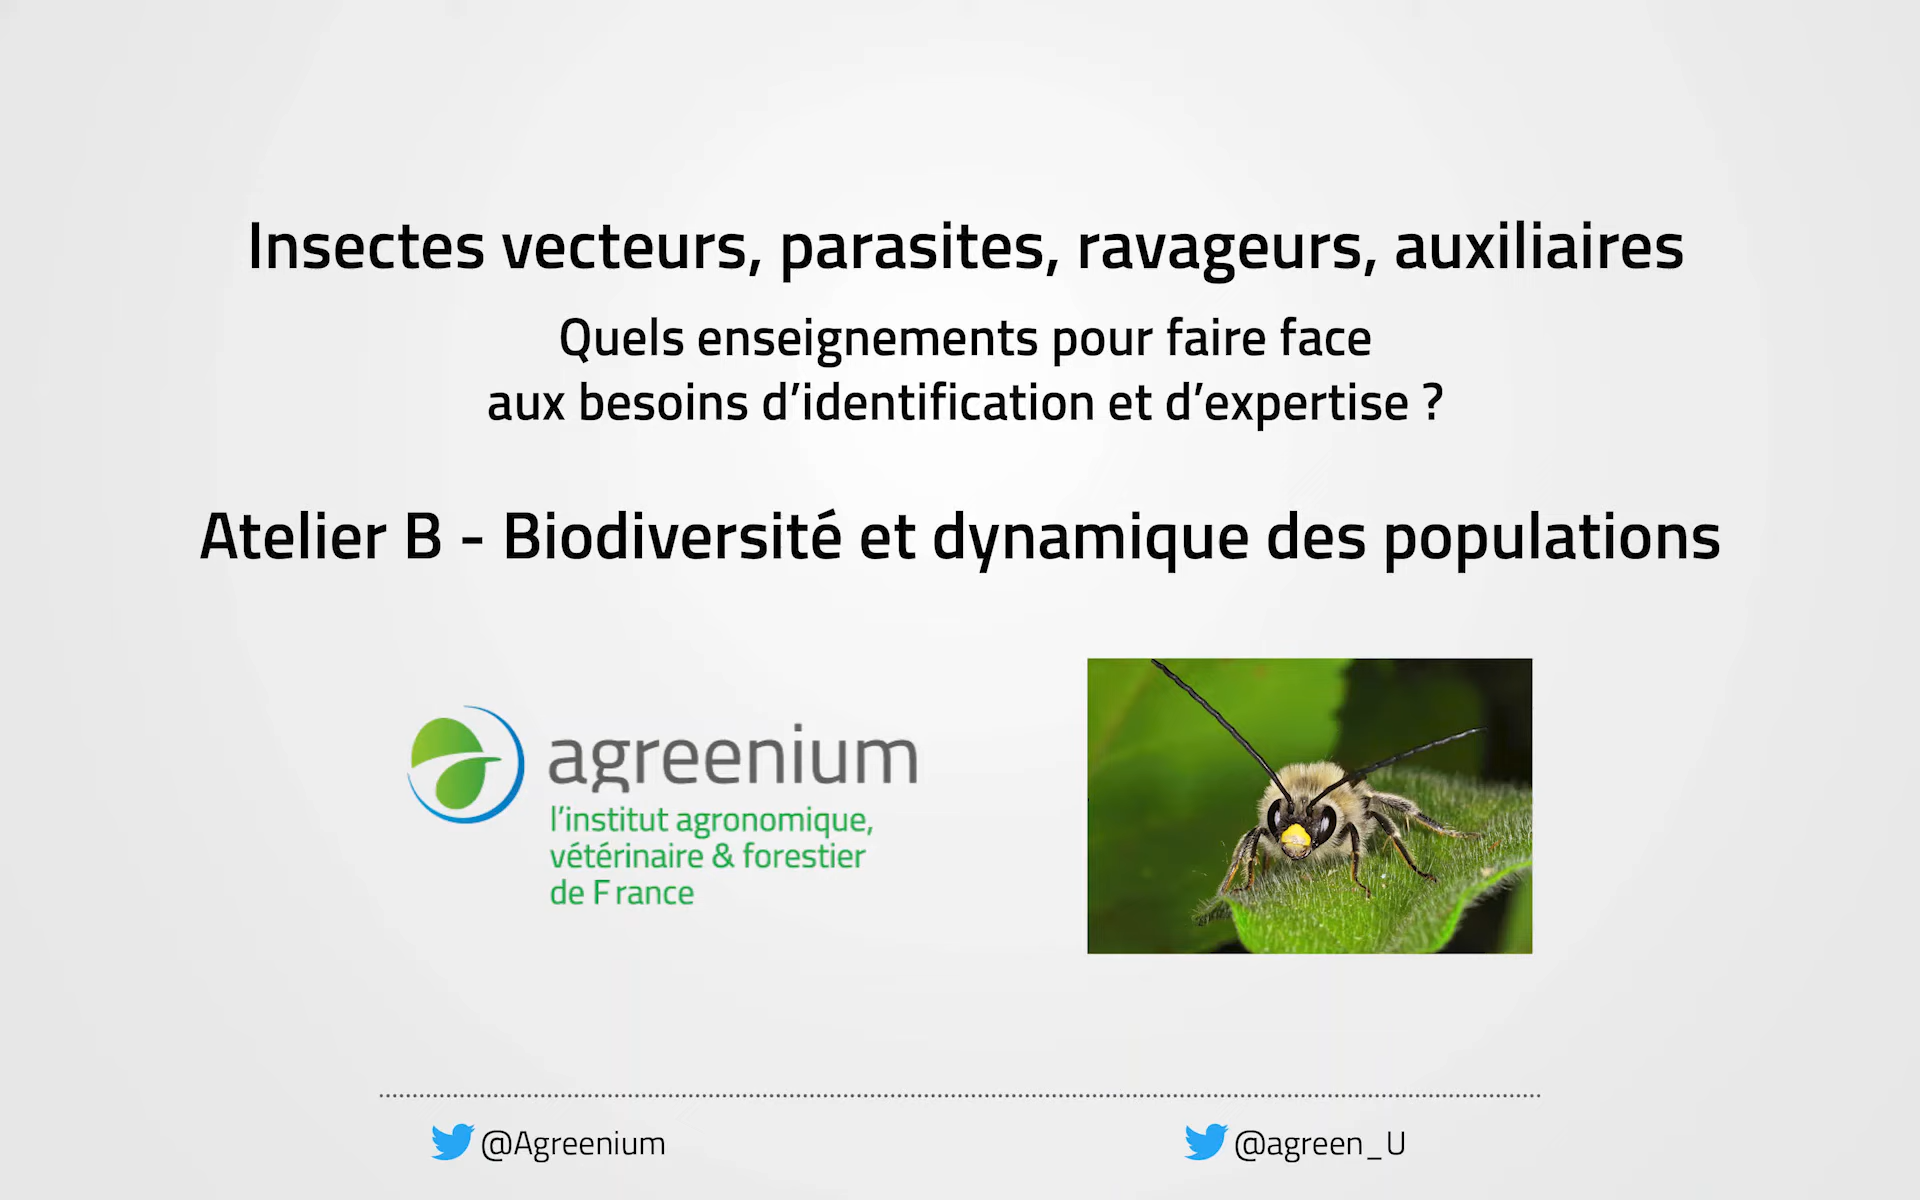 Insectes vecteurs, parasites, ravageurs, auxiliaires
Quels enseignements pour faire face
aux besoins d’identification et d’expertise ?
Atelier B - Biodiversité et dynamique des populations
agreenium
l’institut agronomique,
vétérinaire & forestier
de France
@Agreenium
@agreen_U